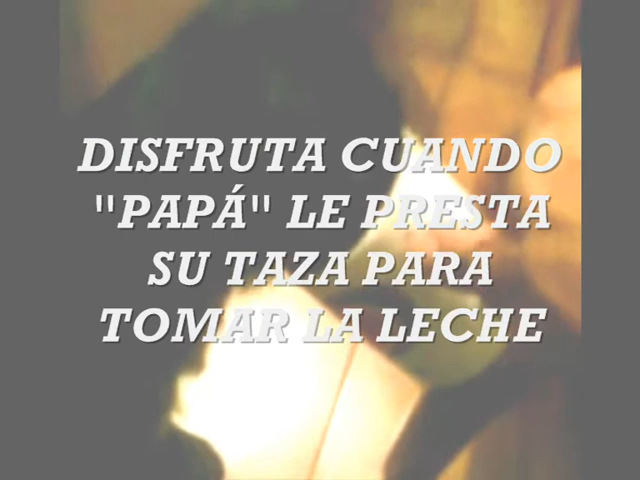 DISFRUTA CUANDO
"PAPÁ" LE PRESTA
SU TAZA PARA
TOMAR LA LECHE